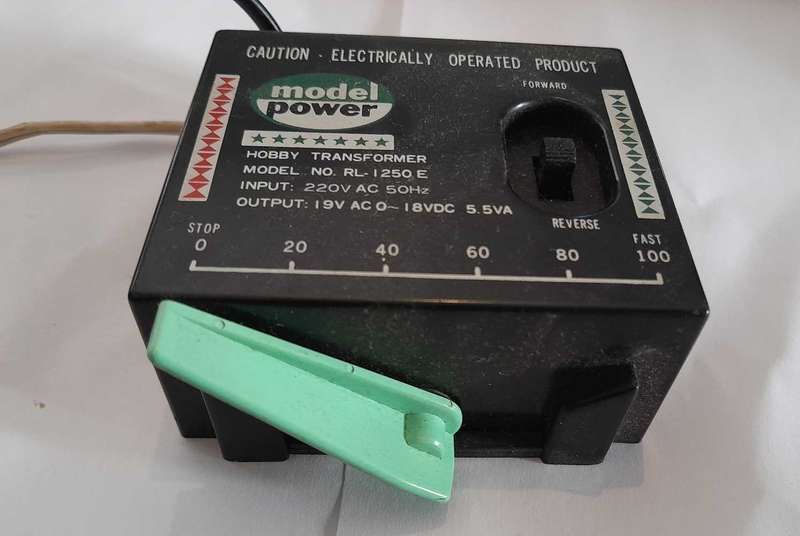 CAUTION · ELECTRICALLY OPERATED PRODUCT
FORWARD
model
power
HOBBY TRANSFORMER
MODEL NO. RL-1250 E
INPUT: 220V AC 50Hz
OUTPUT: 19V AC 0~18VDC 5.5VA
REVERSE
STOP
FAST
0 20 40 60 80 100